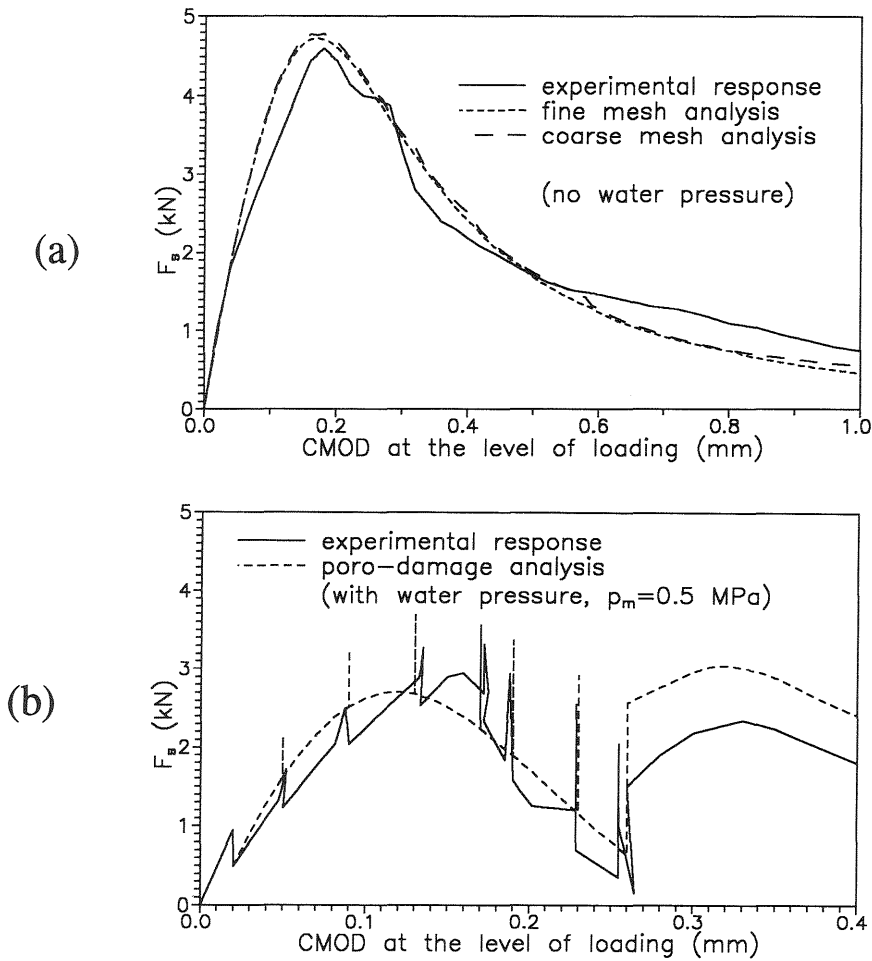 (a)
F_s (kN)
5
4
3
2
1
0
experimental response
fine mesh analysis
coarse mesh analysis
(no water pressure)
0.0 0.2 0.4 0.6 0.8 1.0
CMOD at the level of loading (mm)
(b)
F_s (kN)
5
4
3
2
1
0
experimental response
poro-damage analysis
(with water pressure, p_m=0.5 MPa)
0.0 0.1 0.2 0.3 0.4
CMOD at the level of loading (mm)